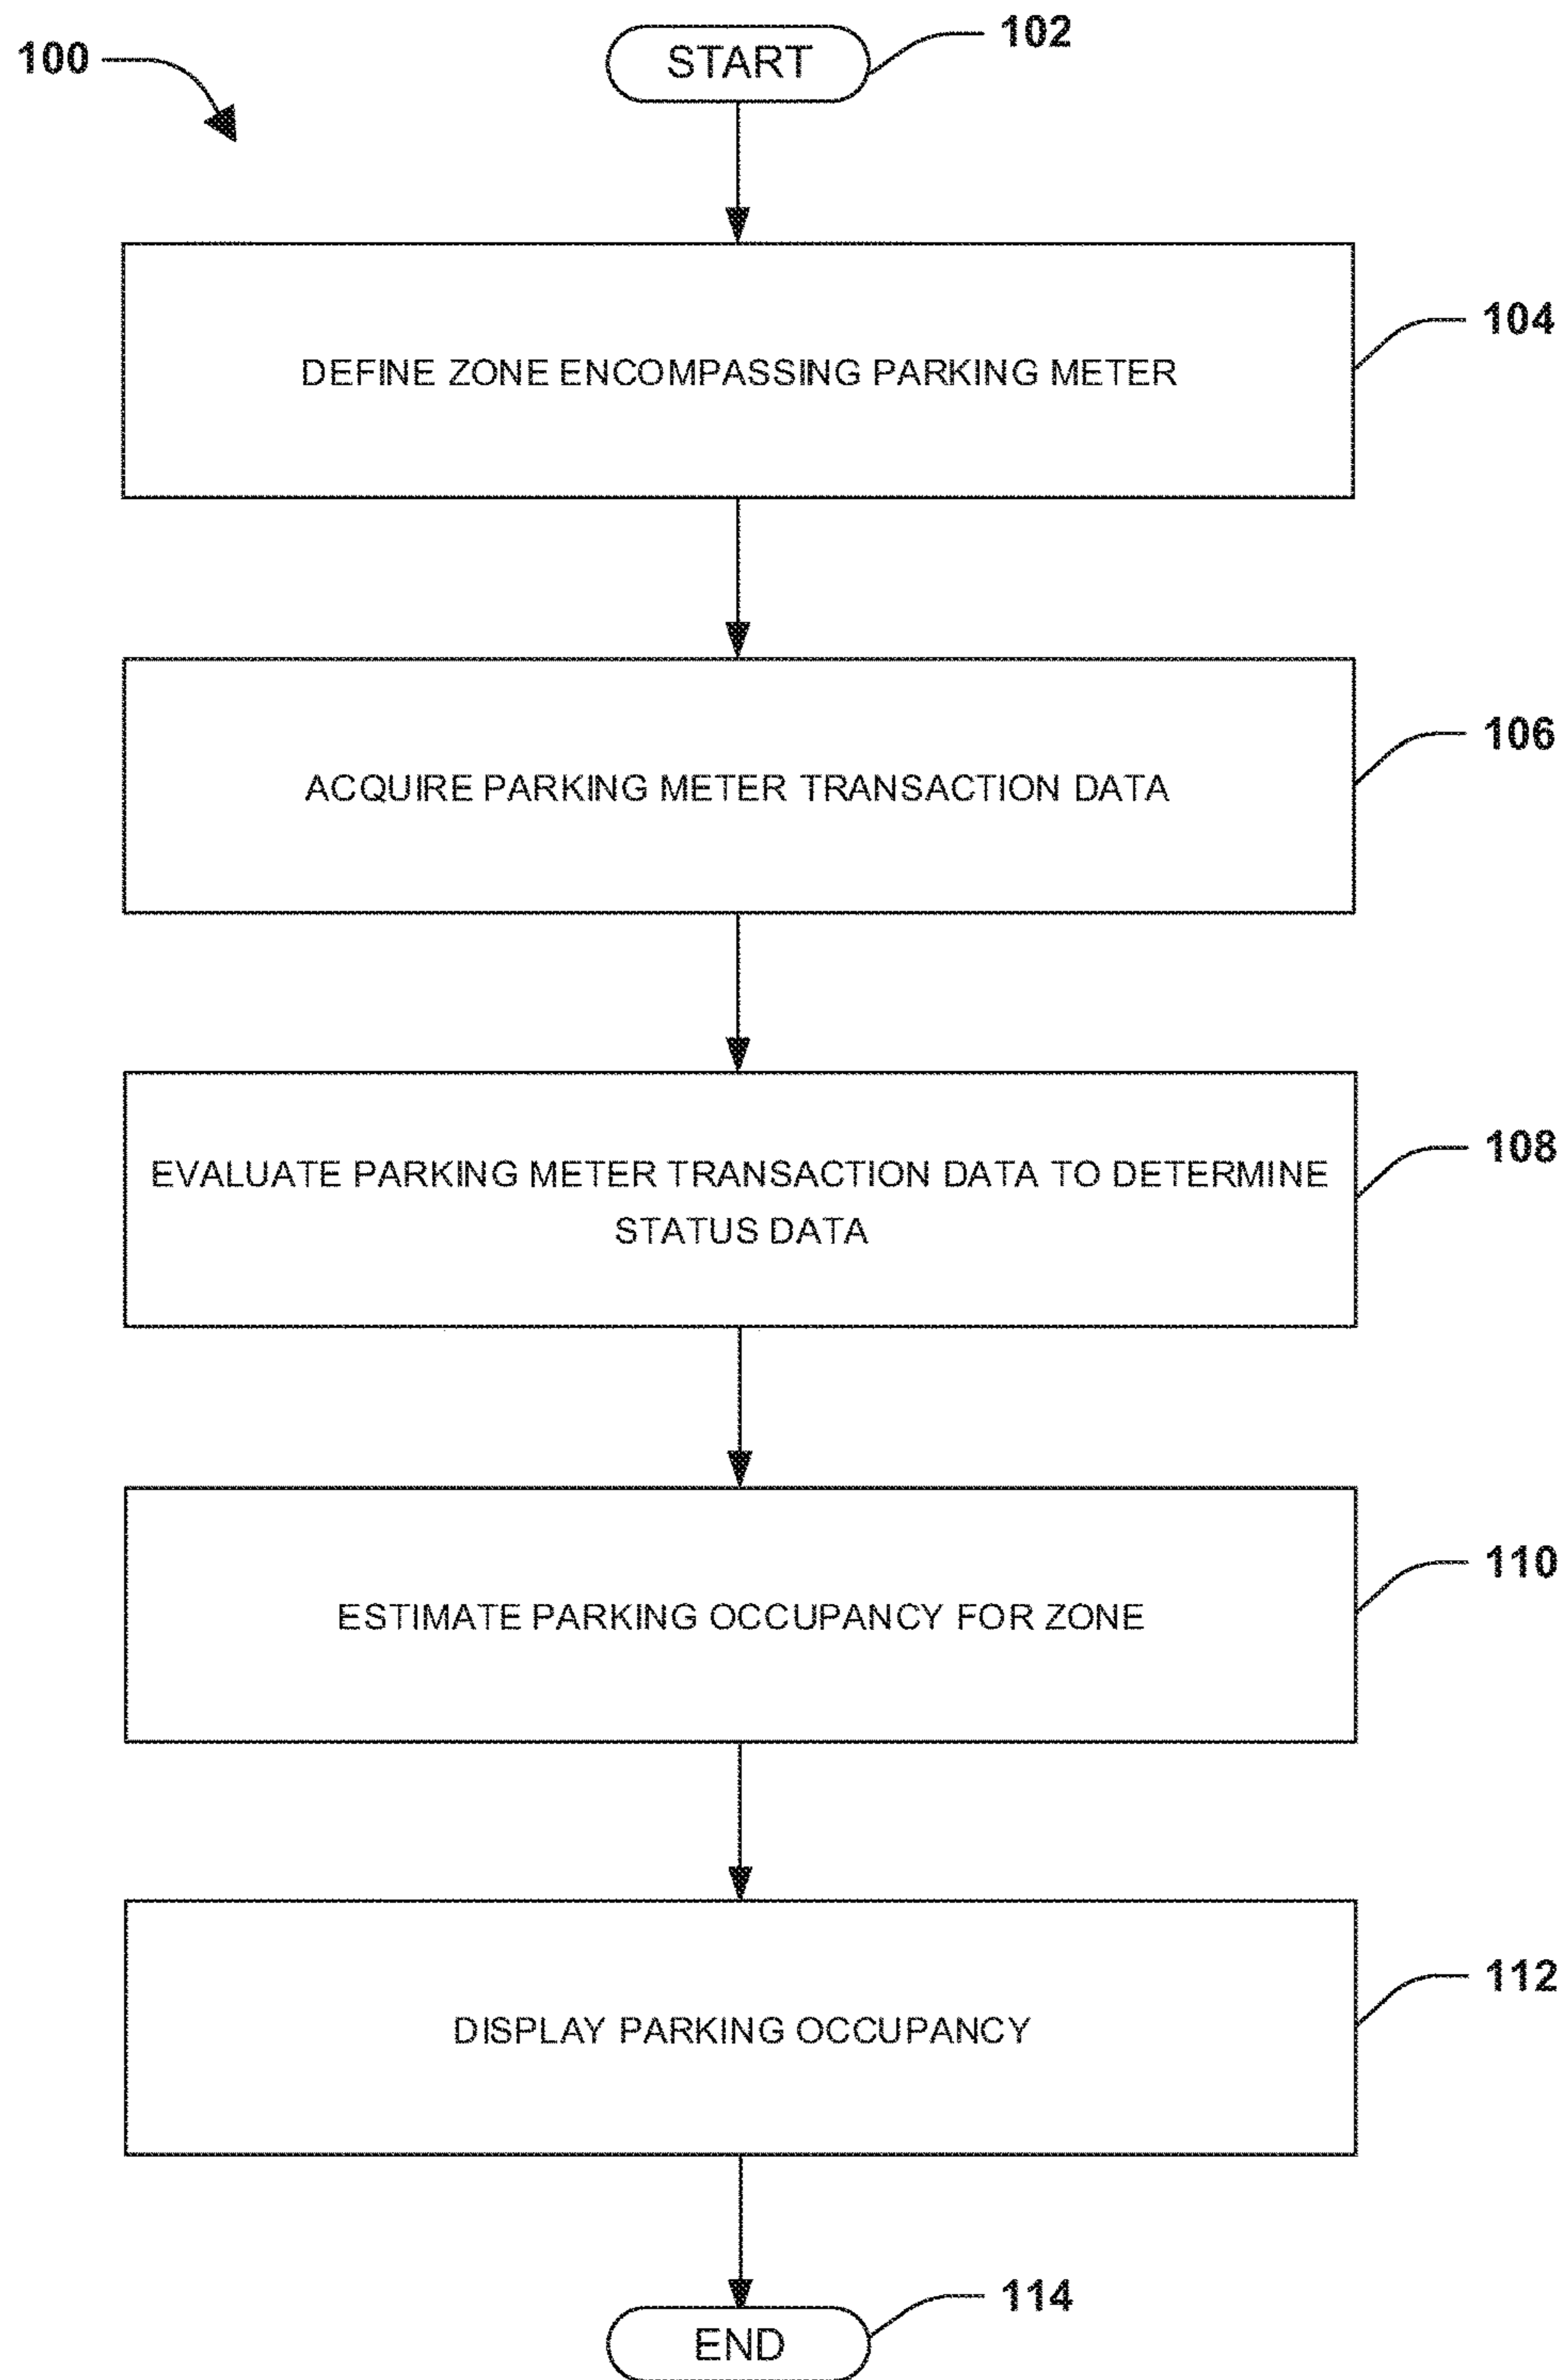 100
START
102
DEFINE ZONE ENCOMPASSING PARKING METER
104
ACQUIRE PARKING METER TRANSACTION DATA
106
EVALUATE PARKING METER TRANSACTION DATA TO DETERMINE
STATUS DATA
108
ESTIMATE PARKING OCCUPANCY FOR ZONE
110
DISPLAY PARKING OCCUPANCY
112
END
114